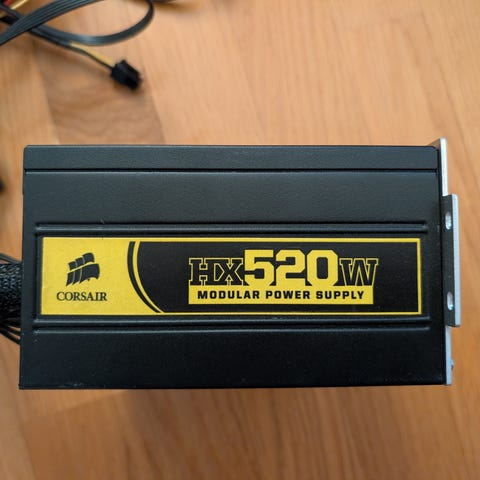 CORSAIR
HX520W
MODULAR POWER SUPPLY